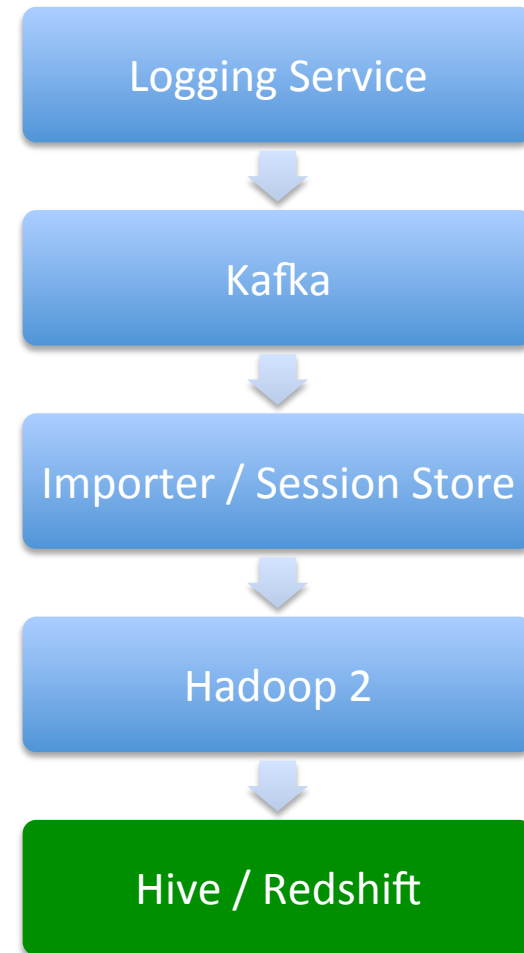 Logging Service
Kafka
Importer / Session Store
Hadoop 2
Hive / Redshift